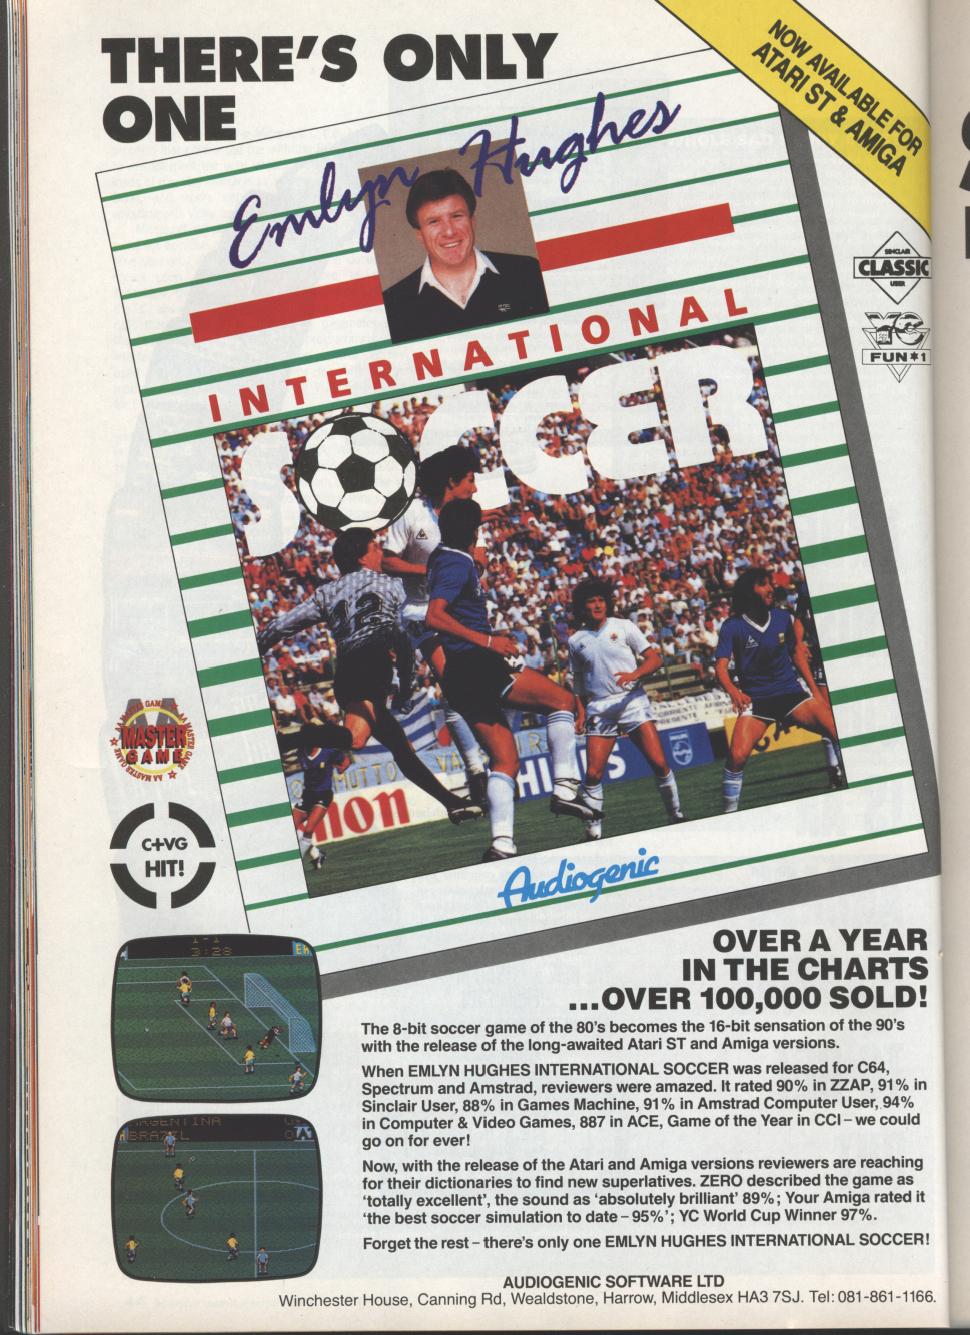 THERE'S ONLY
ONE
NOW AVAILABLE FOR
ATARI ST & AMIGA
Emlyn Hughes
INTERNATIONAL
SOCCER
SINCLAIR
CLASSIC
USER
YC
FUN*1
12
MASTER
GAME
AA MASTER GAME
C+VG
HIT!
PHILIPS
Audiogenic
1-1
3:28
ARGENTINA
BRAZIL
OVER A YEAR
IN THE CHARTS
...OVER 100,000 SOLD!
The 8-bit soccer game of the 80's becomes the 16-bit sensation of the 90's
with the release of the long-awaited Atari ST and Amiga versions.
When EMLYN HUGHES INTERNATIONAL SOCCER was released for C64,
Spectrum and Amstrad, reviewers were amazed. It rated 90% in ZZAP, 91% in
Sinclair User, 88% in Games Machine, 91% in Amstrad Computer User, 94%
in Computer & Video Games, 887 in ACE, Game of the Year in CCI – we could
go on for ever!
Now, with the release of the Atari and Amiga versions reviewers are reaching
for their dictionaries to find new superlatives. ZERO described the game as
'totally excellent', the sound as 'absolutely brilliant' 89%; Your Amiga rated it
'the best soccer simulation to date – 95%'; YC World Cup Winner 97%.
Forget the rest – there's only one EMLYN HUGHES INTERNATIONAL SOCCER!
AUDIOGENIC SOFTWARE LTD
Winchester House, Canning Rd, Wealdstone, Harrow, Middlesex HA3 7SJ. Tel: 081-861-1166.